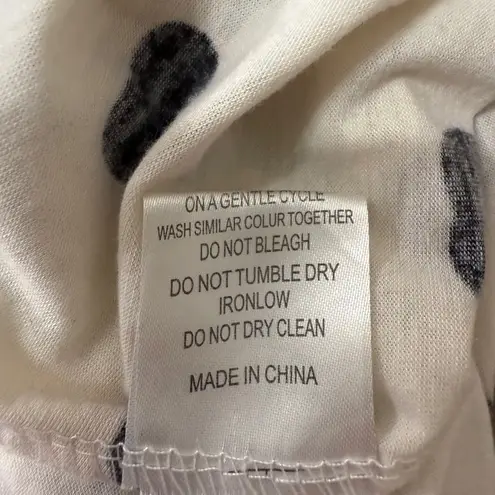 ON A GENTLE CYCLE
WASH SIMILAR COLUR TOGETHER
DO NOT BLEAGH
DO NOT TUMBLE DRY
IRONLOW
DO NOT DRY CLEAN
MADE IN CHINA